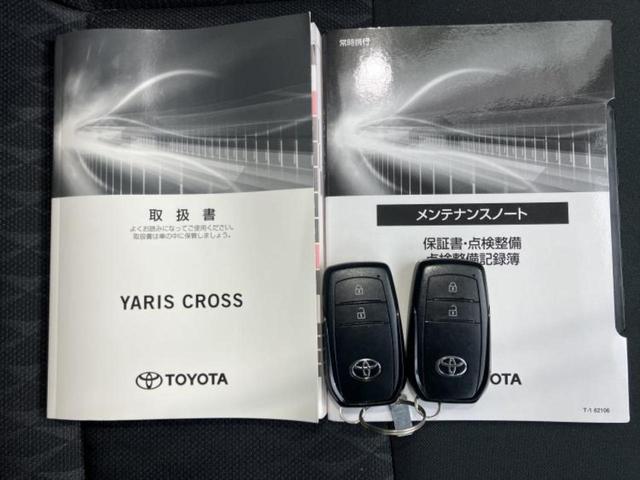 取扱書
よくお読みになってご使用ください。
取扱書は車の中に保管しましょう。
YARIS CROSS
TOYOTA
常時携行
メンテナンスノート
保証書・点検整備
点検整備記録簿
OTA
T-1 62106